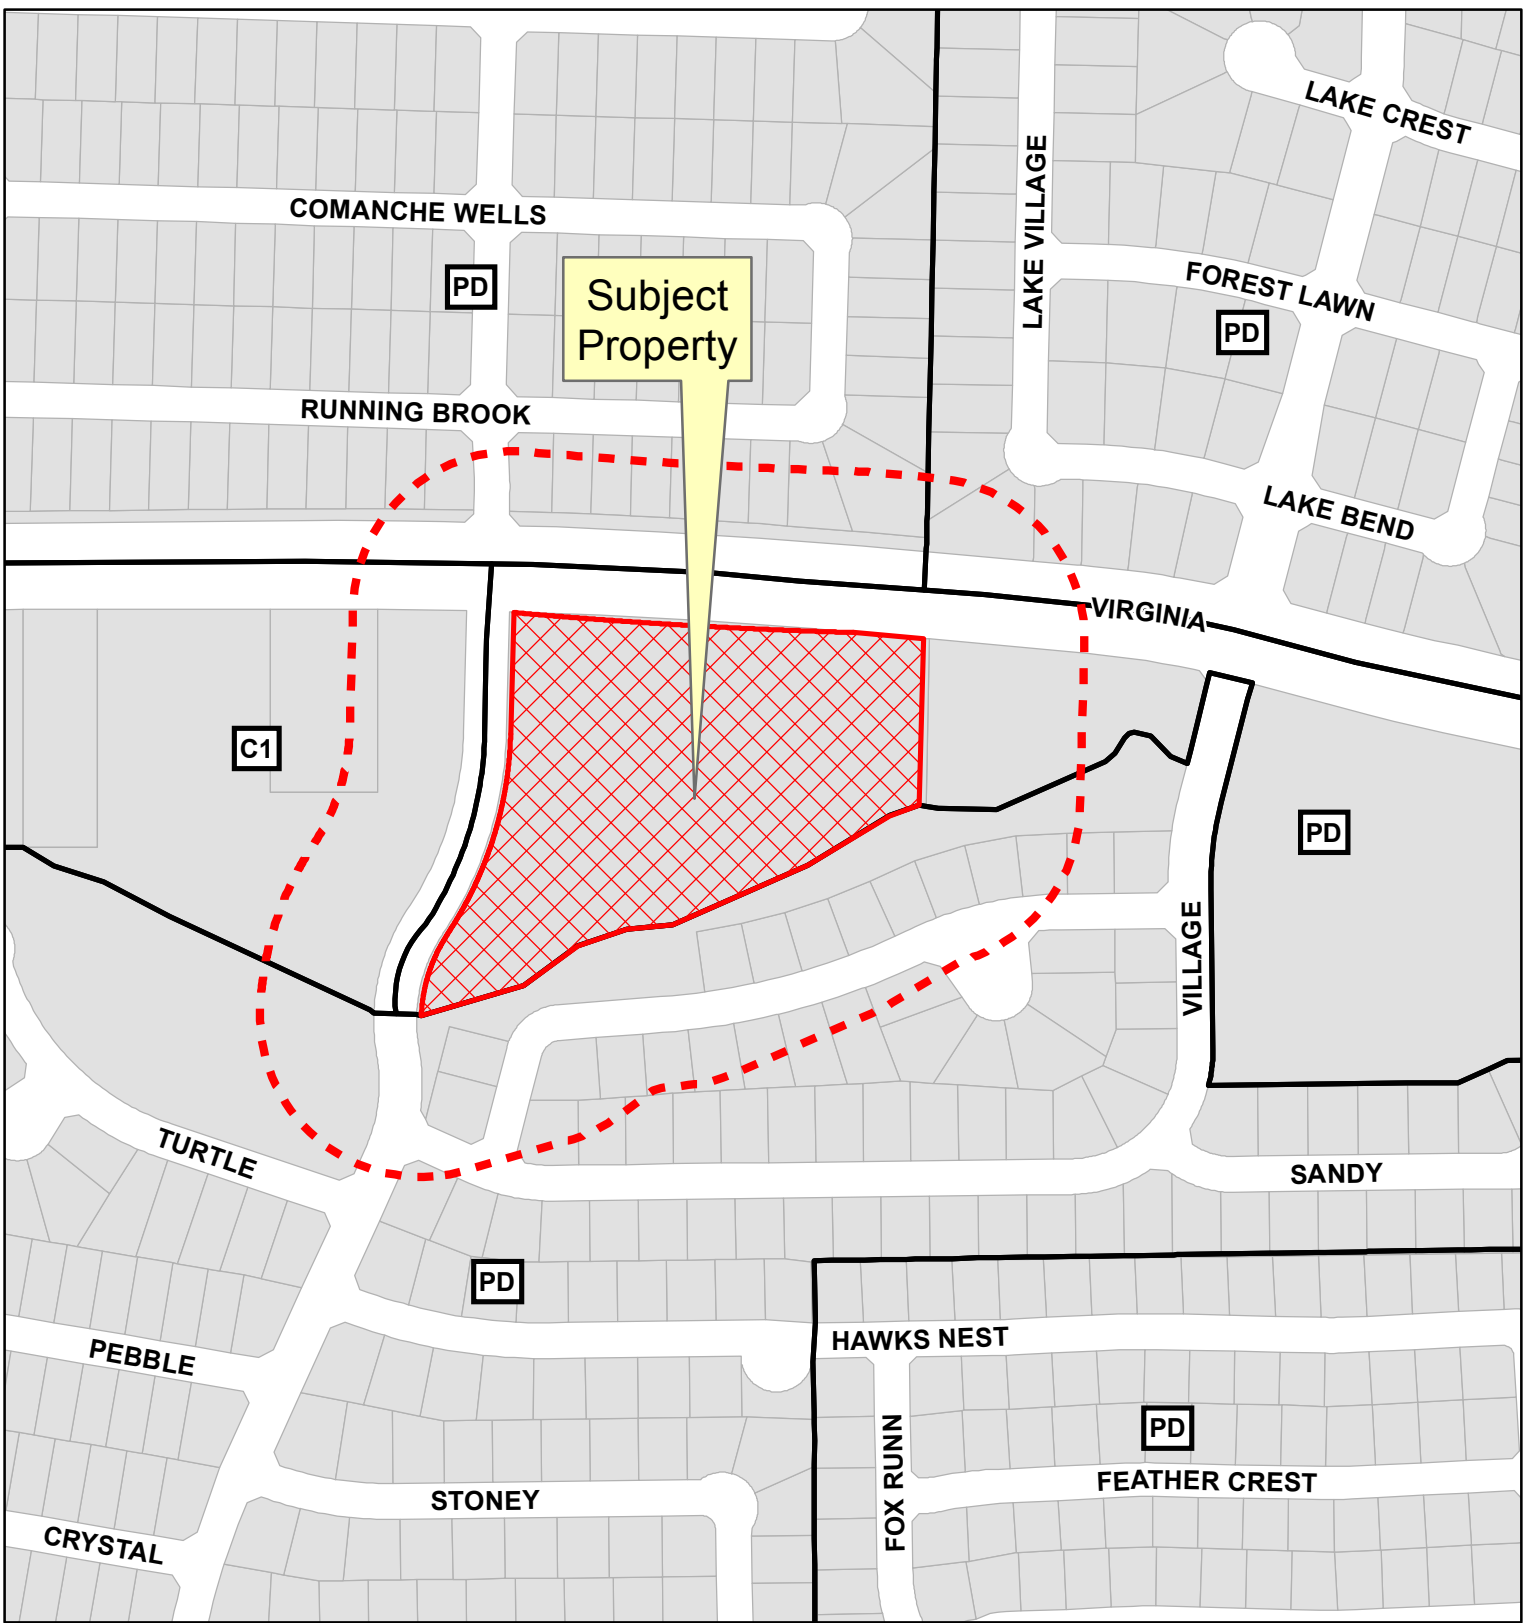 LAKE CREST
LAKE VILLAGE
COMANCHE WELLS
FOREST LAWN
PD
Subject
Property
PD
RUNNING BROOK
LAKE BEND
VIRGINIA
C1
PD
VILLAGE
TURTLE
SANDY
PD
HAWKS NEST
PEBBLE
FOX RUNN
PD
FEATHER CREST
STONEY
CRYSTAL